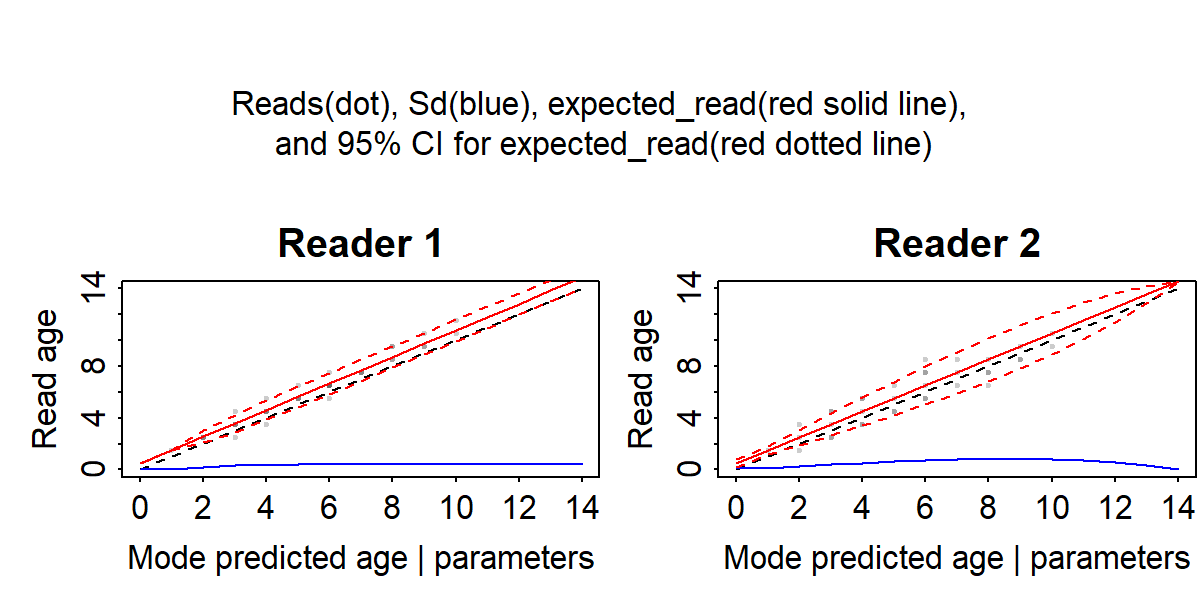 Reads(dot), Sd(blue), expected_read(red solid line),
and 95% CI for expected_read(red dotted line)
Reader 1
Read age
14
8
4
0
0 2 4 6 8 10 12 14
Mode predicted age | parameters
Reader 2
Read age
14
8
4
0
0 2 4 6 8 10 12 14
Mode predicted age | parameters